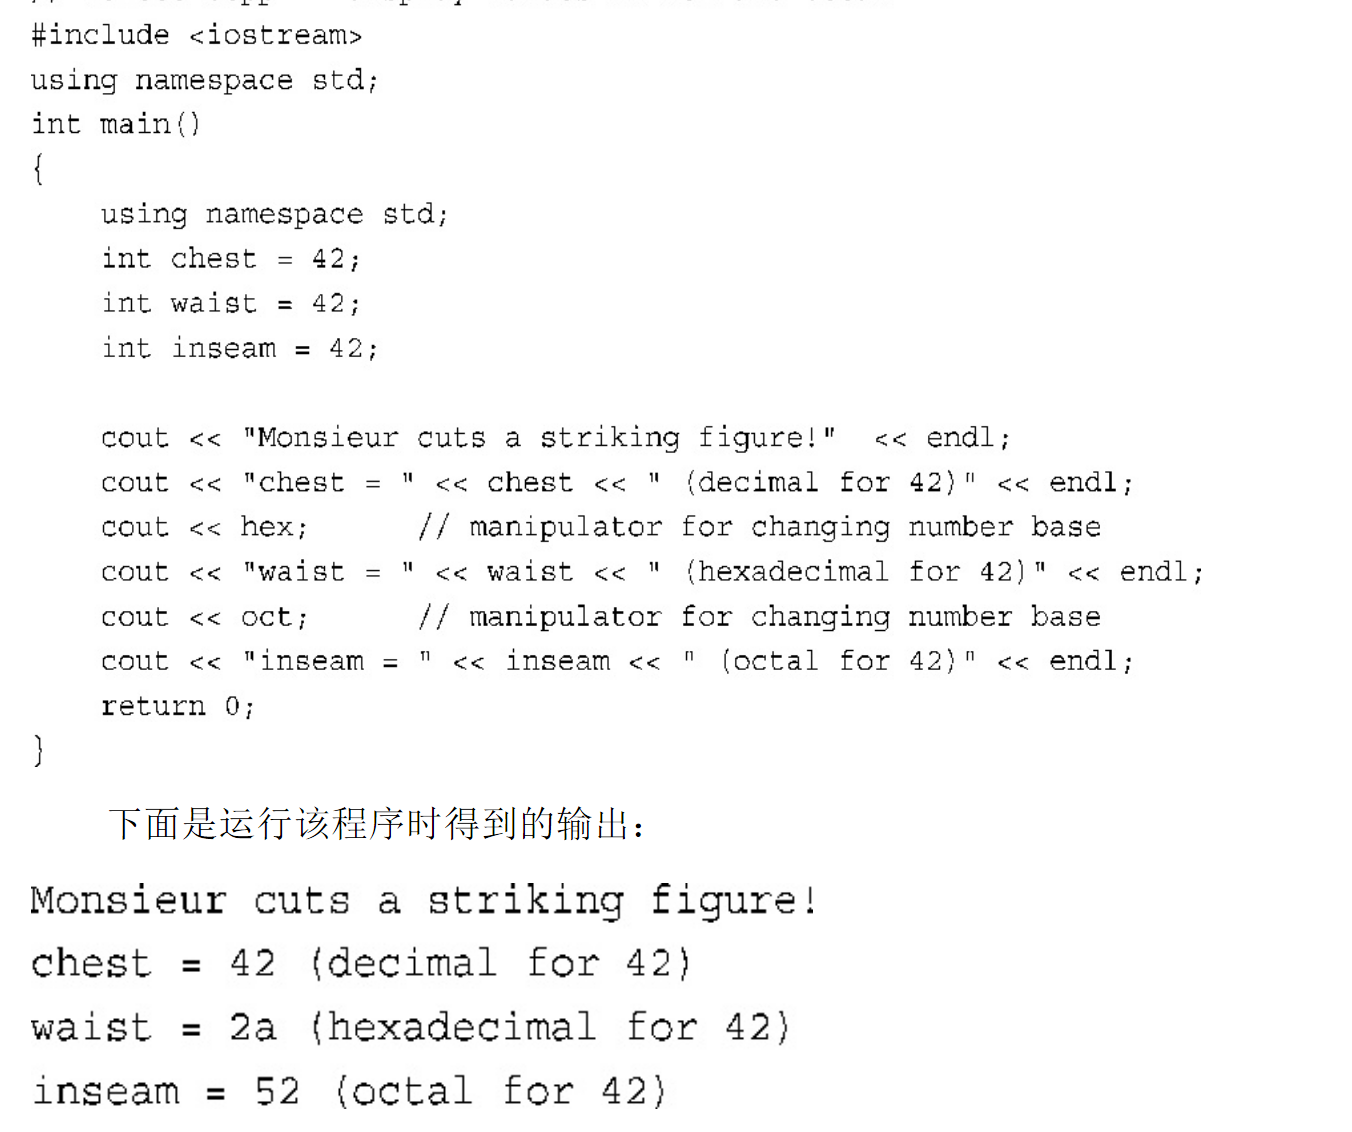 #include <iostream>
using namespace std;
int main()
{
    using namespace std;
    int chest = 42;
    int waist = 42;
    int inseam = 42;

    cout << "Monsieur cuts a striking figure!"  << endl;
    cout << "chest = " << chest << " (decimal for 42)" << endl;
    cout << hex;      // manipulator for changing number base
    cout << "waist = " << waist << " (hexadecimal for 42)" << endl;
    cout << oct;      // manipulator for changing number base
    cout << "inseam = " << inseam << " (octal for 42)" << endl;
    return 0;
}
下面是运行该程序时得到的输出：
Monsieur cuts a striking figure!
chest = 42 (decimal for 42)
waist = 2a (hexadecimal for 42)
inseam = 52 (octal for 42)